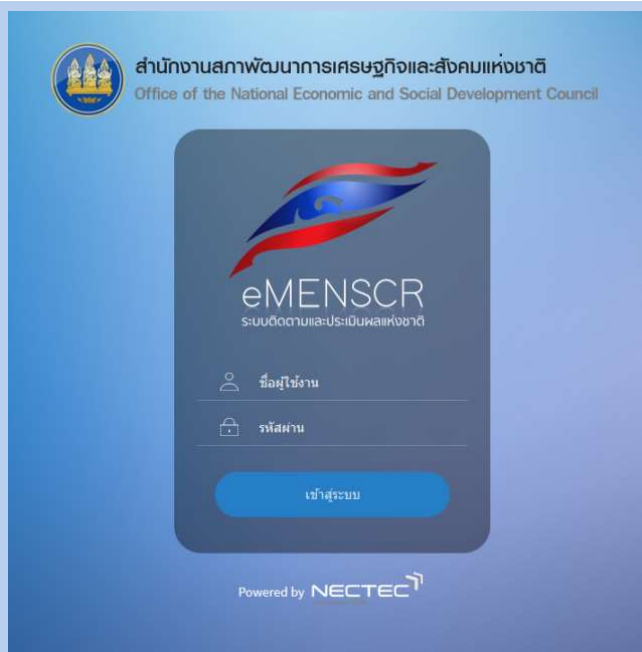 สำนักงานสภาพัฒนาการเศรษฐกิจและสังคมแห่งชาติ
Office of the National Economic and Social Development Council
eMENSCR
ระบบติดตามและประเมินผลแห่งชาติ
ชื่อผู้ใช้งาน
รหัสผ่าน
เข้าสู่ระบบ
Powered by NECTEC